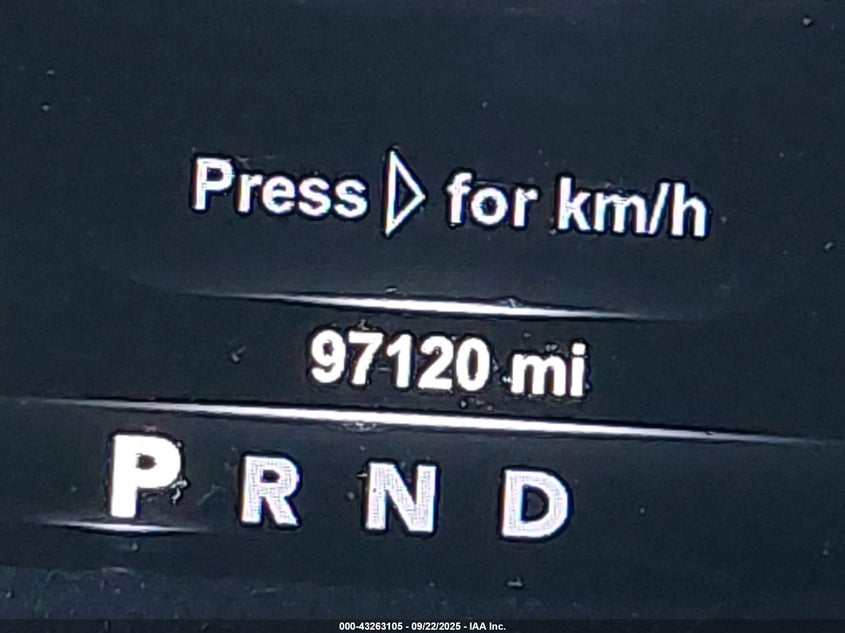 Press ▷ for km/h
97120 mi
P R N D
000-43263105 - 09/22/2025 - IAA Inc.